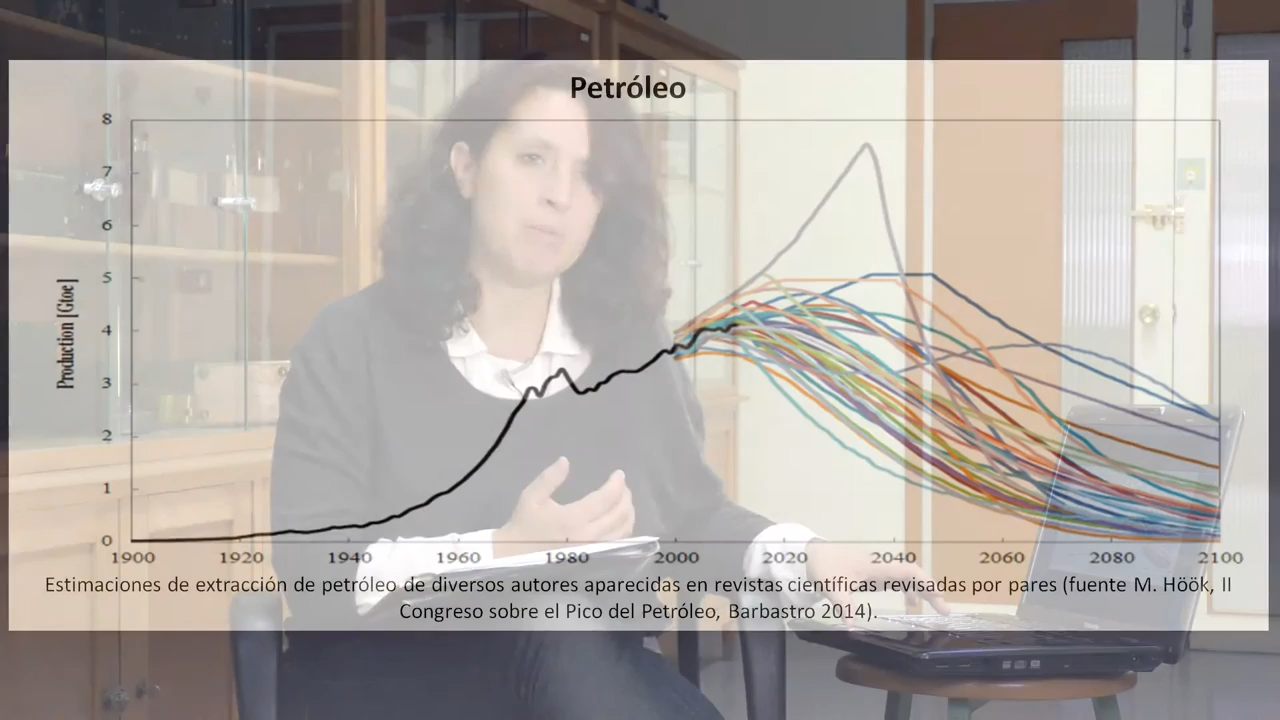 Petróleo
8
7
6
5
4
3
2
1
0
Production [Gtoe]
1900 1920 1940 1960 1980 2000 2020 2040 2060 2080 2100
Estimaciones de extracción de petróleo de diversos autores aparecidas en revistas científicas revisadas por pares (fuente M. Höök, II
Congreso sobre el Pico del Petróleo, Barbastro 2014).